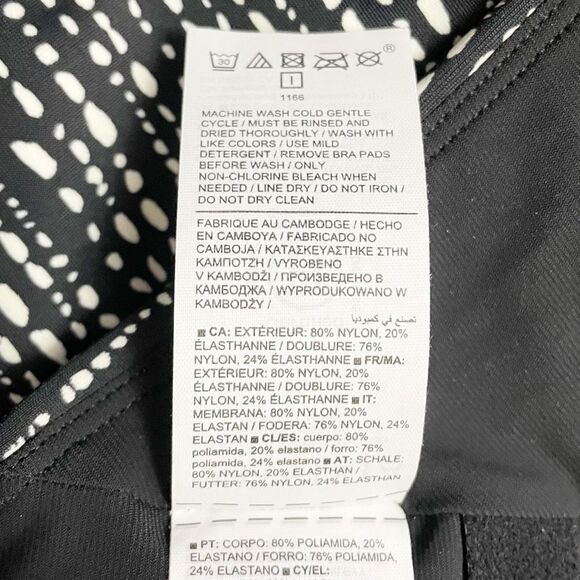 30
®
I
1166
MACHINE WASH COLD GENTLE
CYCLE / MUST BE RINSED AND
DRIED THOROUGHLY / WASH WITH
LIKE COLORS / USE MILD
DETERGENT / REMOVE BRA PADS
BEFORE WASH / ONLY
NON-CHLORINE BLEACH WHEN
NEEDED / LINE DRY / DO NOT IRON /
DO NOT DRY CLEAN
FABRIQUE AU CAMBODGE / HECHO
EN CAMBOYA / FABRICADO NO
CAMBOJA / ΚΑΤΑΣΚΕΥΑΣΤΗΚΕ ΣΤΗΝ
ΚΑΜΠΟΤΖΗ / VYROBENO
V KAMBODŽI / ПРОИЗВЕДЕНО В
КАМБОДЖА / WYPRODUKOWANO W
KAMBODŻY /
تصنع في كمبوديا
CA: EXTÉRIEUR: 80% NYLON, 20%
ÉLASTHANNE / DOUBLURE: 76%
NYLON, 24% ÉLASTHANNE FR/MA:
EXTÉRIEUR: 80% NYLON, 20%
ÉLASTHANNE / DOUBLURE: 76%
NYLON, 24% ÉLASTHANNE IT:
MEMBRANA: 80% NYLON, 20%
ELASTAN / FODERA: 76% NYLON, 24%
ELASTAN CL/ES: cuerpo: 80%
poliamida, 20% elastano / forro: 76%
poliamida, 24% elastano AT: SCHALE:
80% NYLON, 20% ELASTHAN /
FUTTER: 76% NYLON, 24% ELASTHAN
PT: CORPO: 80% POLIAMIDA, 20%
ELASTANO / FORRO: 76% POLIAMIDA,
24% ELASTANO CY/EL: